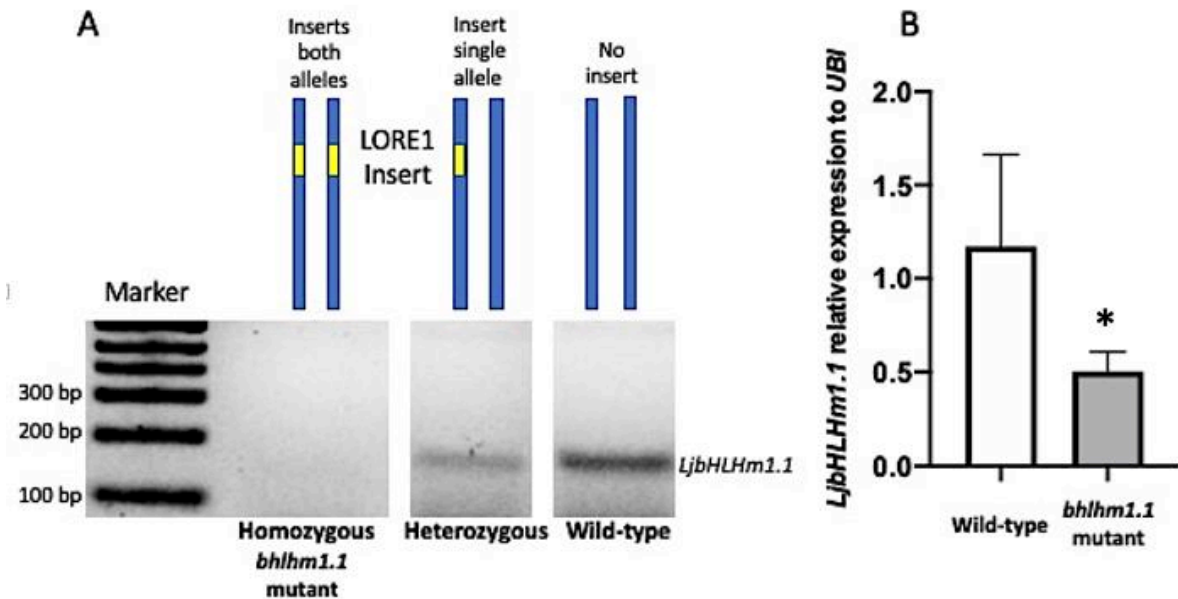 A
Inserts
both
alleles
Insert
single
allele
No
insert
LORE1
Insert
Marker
300 bp
200 bp
100 bp
LjbHLHm1.1
Homozygous
bhlhm1.1
mutant
Heterozygous
Wild-type
B
LjbHLHm1.1 relative expression to UBI
2.0
1.5
1.0
0.5
0.0
*
Wild-type
bhlhm1.1
mutant